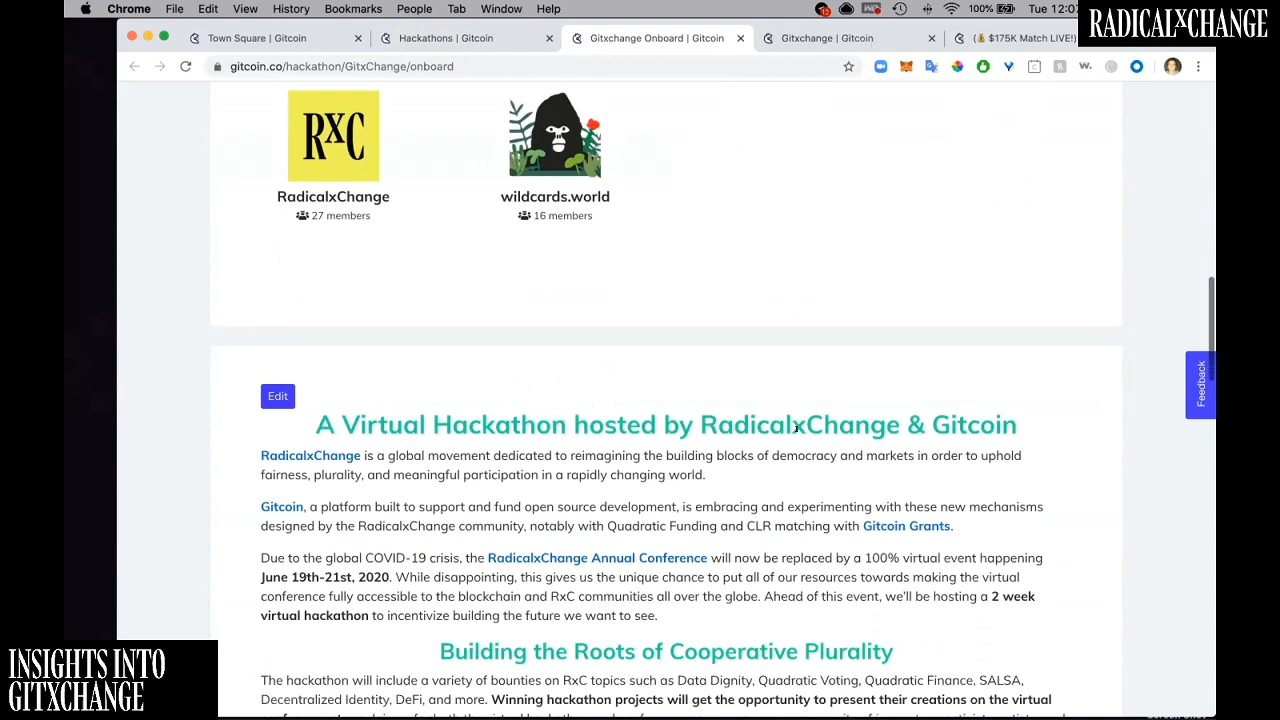 Chrome File Edit View History Bookmarks People Tab Window Help 100% Tue 12:07
RADICALXCHANGE
Town Square | Gitcoin
Hackathons | Gitcoin
Gitxchange Onboard | Gitcoin
Gitxchange | Gitcoin
$175K Match LIVE!)
gitcoin.co/hackathon/GitxChange/onboard
RxC
RadicalxChange
27 members
wildcards.world
16 members
Feedback
Edit
A Virtual Hackathon hosted by RadicalxChange & Gitcoin
RadicalxChange is a global movement dedicated to reimagining the building blocks of democracy and markets in order to uphold
fairness, plurality, and meaningful participation in a rapidly changing world.
Gitcoin, a platform built to support and fund open source development, is embracing and experimenting with these new mechanisms
designed by the RadicalxChange community, notably with Quadratic Funding and CLR matching with Gitcoin Grants.
Due to the global COVID-19 crisis, the RadicalxChange Annual Conference will now be replaced by a 100% virtual event happening
June 19th-21st, 2020. While disappointing, this gives us the unique chance to put all of our resources towards making the virtual
conference fully accessible to the blockchain and RxC communities all over the globe. Ahead of this event, we'll be hosting a 2 week
virtual hackathon to incentivize building the future we want to see.
Building the Roots of Cooperative Plurality
The hackathon will include a variety of bounties on RxC topics such as Data Dignity, Quadratic Voting, Quadratic Finance, SALSA,
Decentralized Identity, DeFi, and more. Winning hackathon projects will get the opportunity to present their creations on the virtual
INSIGHTS INTO
GITXCHANGE